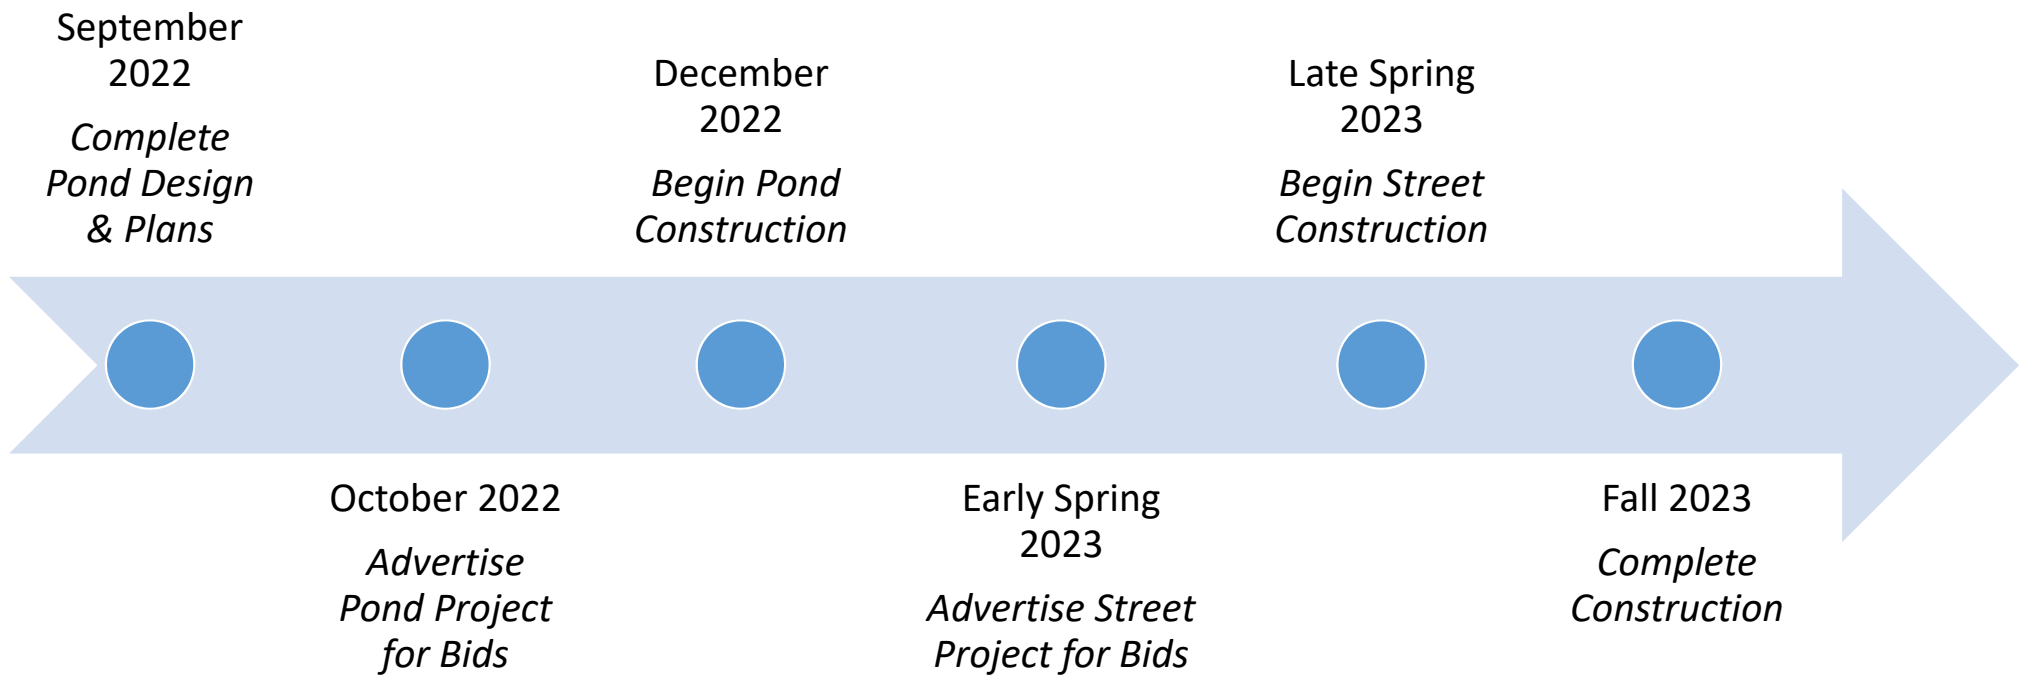 September
2022
Complete
Pond Design
& Plans
October 2022
Advertise
Pond Project
for Bids
December
2022
Begin Pond
Construction
Early Spring
2023
Advertise Street
Project for Bids
Late Spring
2023
Begin Street
Construction
Fall 2023
Complete
Construction